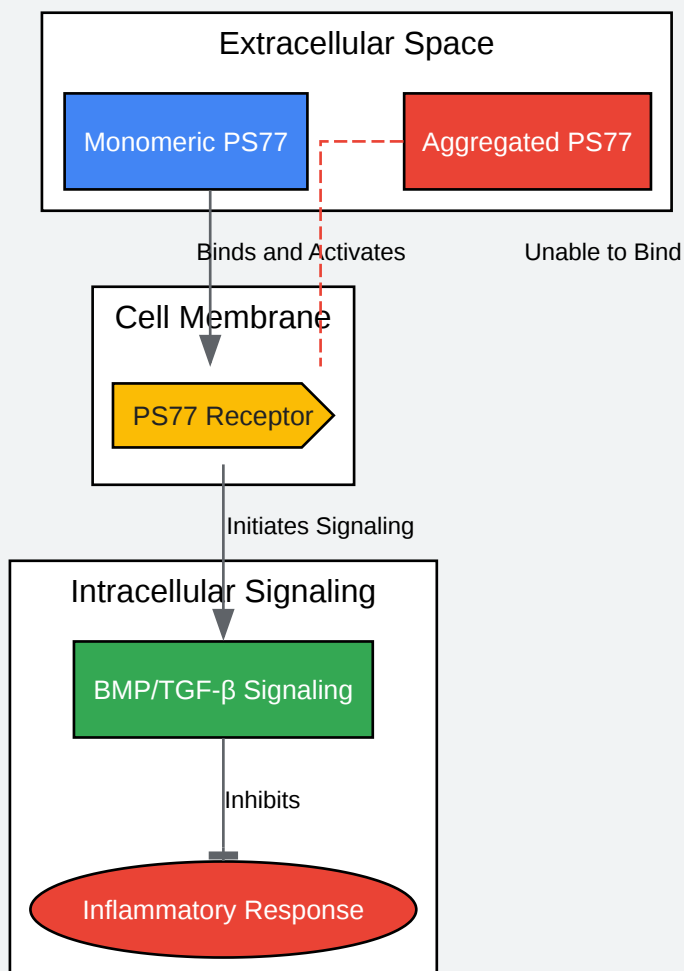 Extracellular Space
Monomeric PS77
Aggregated PS77
Binds and Activates
Unable to Bind
Cell Membrane
PS77 Receptor
Initiates Signaling
Intracellular Signaling
BMP/TGF-β Signaling
Inhibits
Inflammatory Response